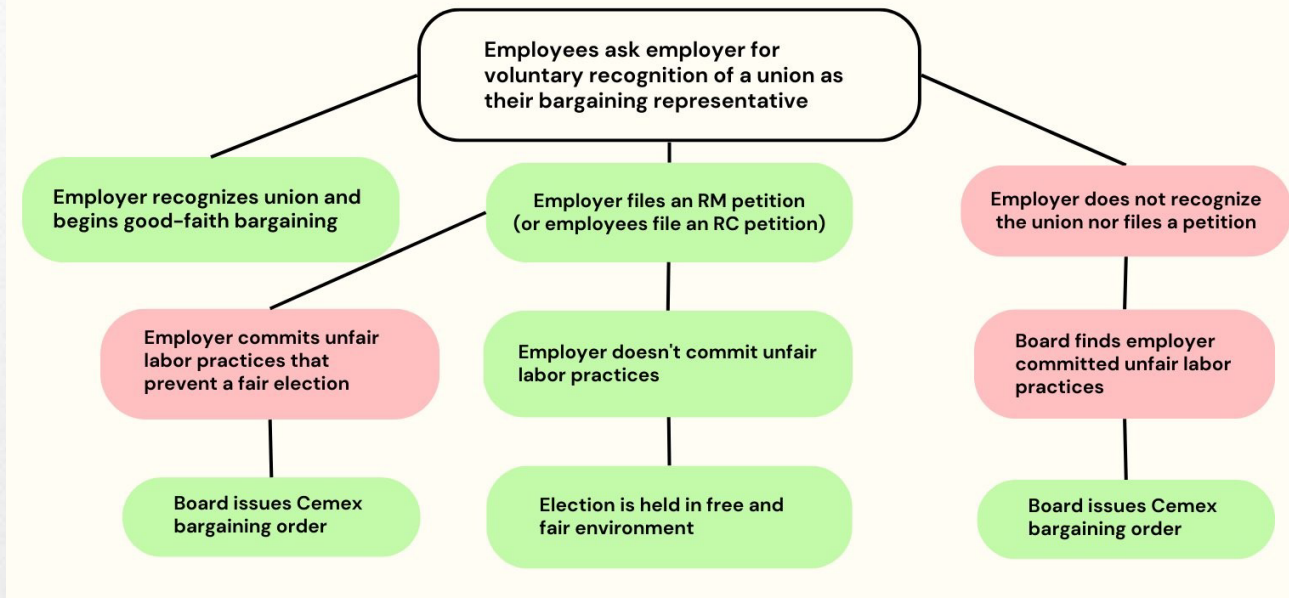 Employees ask employer for
voluntary recognition of a union as
their bargaining representative
Employer recognizes union and
begins good-faith bargaining
Employer files an RM petition
(or employees file an RC petition)
Employer does not recognize
the union nor files a petition
Employer commits unfair
labor practices that
prevent a fair election
Employer doesn't commit unfair
labor practices
Board finds employer
committed unfair labor
practices
Board issues Cemex
bargaining order
Election is held in free and
fair environment
Board issues Cemex
bargaining order